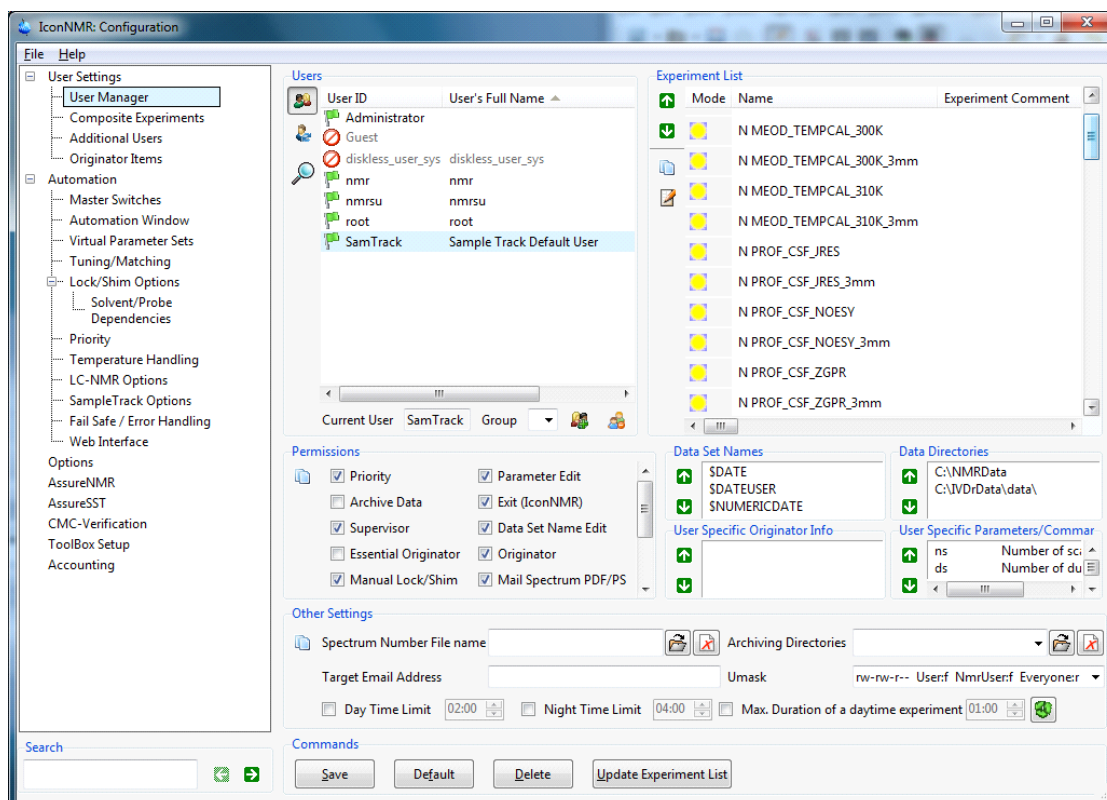 IconNMR: Configuration
File Help
User Settings
User Manager
Composite Experiments
Additional Users
Originator Items
Automation
Master Switches
Automation Window
Virtual Parameter Sets
Tuning/Matching
Lock/Shim Options
Solvent/Probe
Dependencies
Priority
Temperature Handling
LC-NMR Options
SampleTrack Options
Fail Safe / Error Handling
Web Interface
Options
AssureNMR
AssureSST
CMC-Verification
ToolBox Setup
Accounting
Search
Users
User ID User's Full Name
Administrator
Guest
diskless_user_sys diskless_user_sys
nmr nmr
nmrsu nmrsu
root root
SamTrack Sample Track Default User
Current User SamTrack Group
Experiment List
Mode Name Experiment Comment
N MEOD_TEMPCAL_300K
N MEOD_TEMPCAL_300K_3mm
N MEOD_TEMPCAL_310K
N MEOD_TEMPCAL_310K_3mm
N PROF_CSF_JRES
N PROF_CSF_JRES_3mm
N PROF_CSF_NOESY
N PROF_CSF_NOESY_3mm
N PROF_CSF_ZGPR
N PROF_CSF_ZGPR_3mm
Permissions
Priority Parameter Edit
Archive Data Exit (IconNMR)
Supervisor Data Set Name Edit
Essential Originator Originator
Manual Lock/Shim Mail Spectrum PDF/PS
Data Set Names
$DATE
$DATEUSER
$NUMERICDATE
Data Directories
C:\NMRData
C:\IVDrData\data\
User Specific Originator Info
User Specific Parameters/Commar
ns Number of sca
ds Number of du
Other Settings
Spectrum Number File name Archiving Directories
Target Email Address Umask rw-rw-r-- User:f NmrUser:f Everyone:r
Day Time Limit 02:00 Night Time Limit 04:00 Max. Duration of a daytime experiment 01:00
Commands
Save Default Delete Update Experiment List